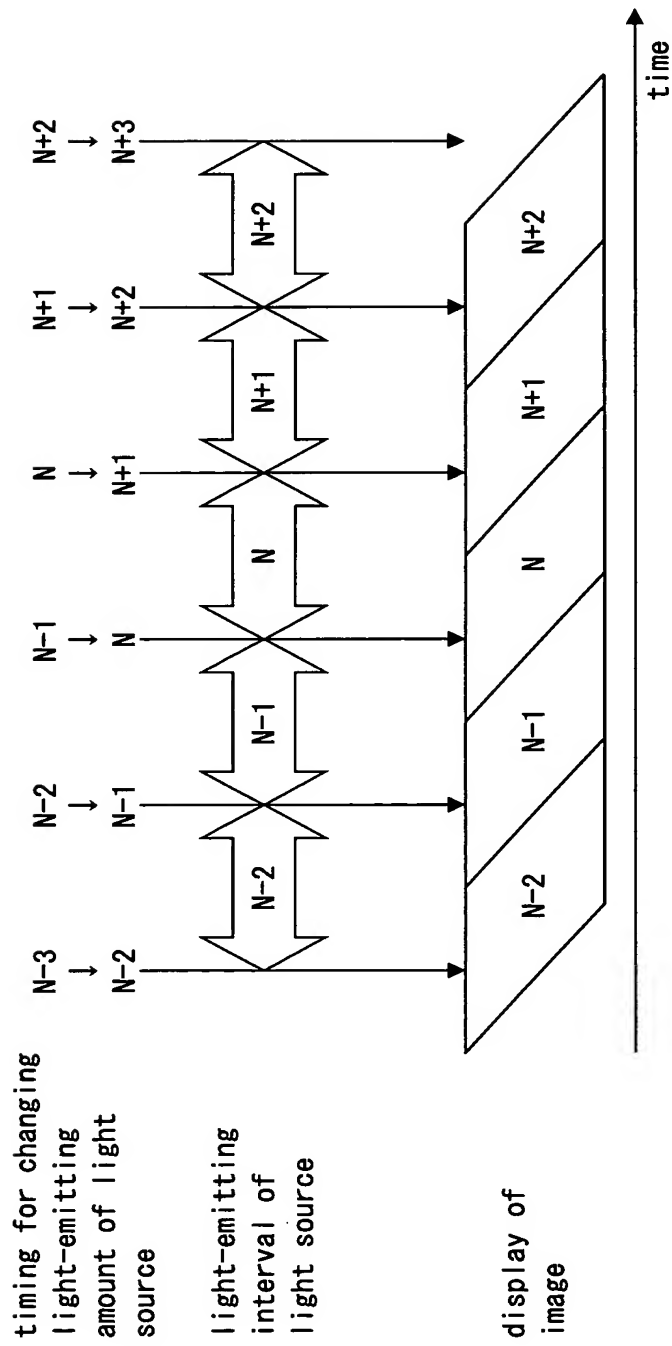 timing for changing
light-emitting
amount of light
source
N-3 → N-2
N-2 → N-1
N-1 → N
N → N+1
N+1 → N+2
N+2 → N+3
light-emitting
interval of
light source
N-2
N-1
N
N+1
N+2
display of
image
N-2
N-1
N
N+1
N+2
time